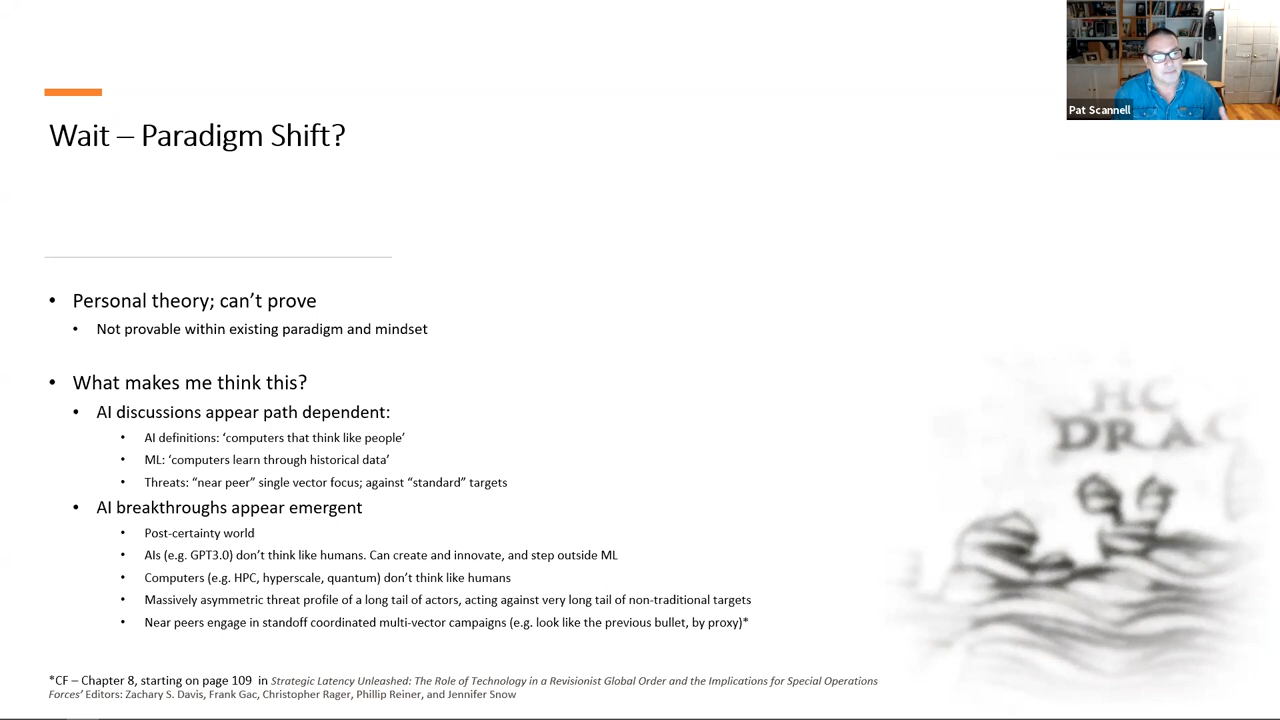 Pat Scannell
Wait – Paradigm Shift?
• Personal theory; can’t prove
• Not provable within existing paradigm and mindset
• What makes me think this?
• AI discussions appear path dependent:
• AI definitions: ‘computers that think like people’
• ML: ‘computers learn through historical data’
• Threats: “near peer” single vector focus; against “standard” targets
• AI breakthroughs appear emergent
• Post-certainty world
• AIs (e.g. GPT3.0) don’t think like humans. Can create and innovate, and step outside ML
• Computers (e.g. HPC, hyperscale, quantum) don’t think like humans
• Massively asymmetric threat profile of a long tail of actors, acting against very long tail of non-traditional targets
• Near peers engage in standoff coordinated multi-vector campaigns (e.g. look like the previous bullet, by proxy)*
HC
DRAC
*CF – Chapter 8, starting on page 109 in Strategic Latency Unleashed: The Role of Technology in a Revisionist Global Order and the Implications for Special Operations
Forces’ Editors: Zachary S. Davis, Frank Gac, Christopher Rager, Phillip Reiner, and Jennifer Snow